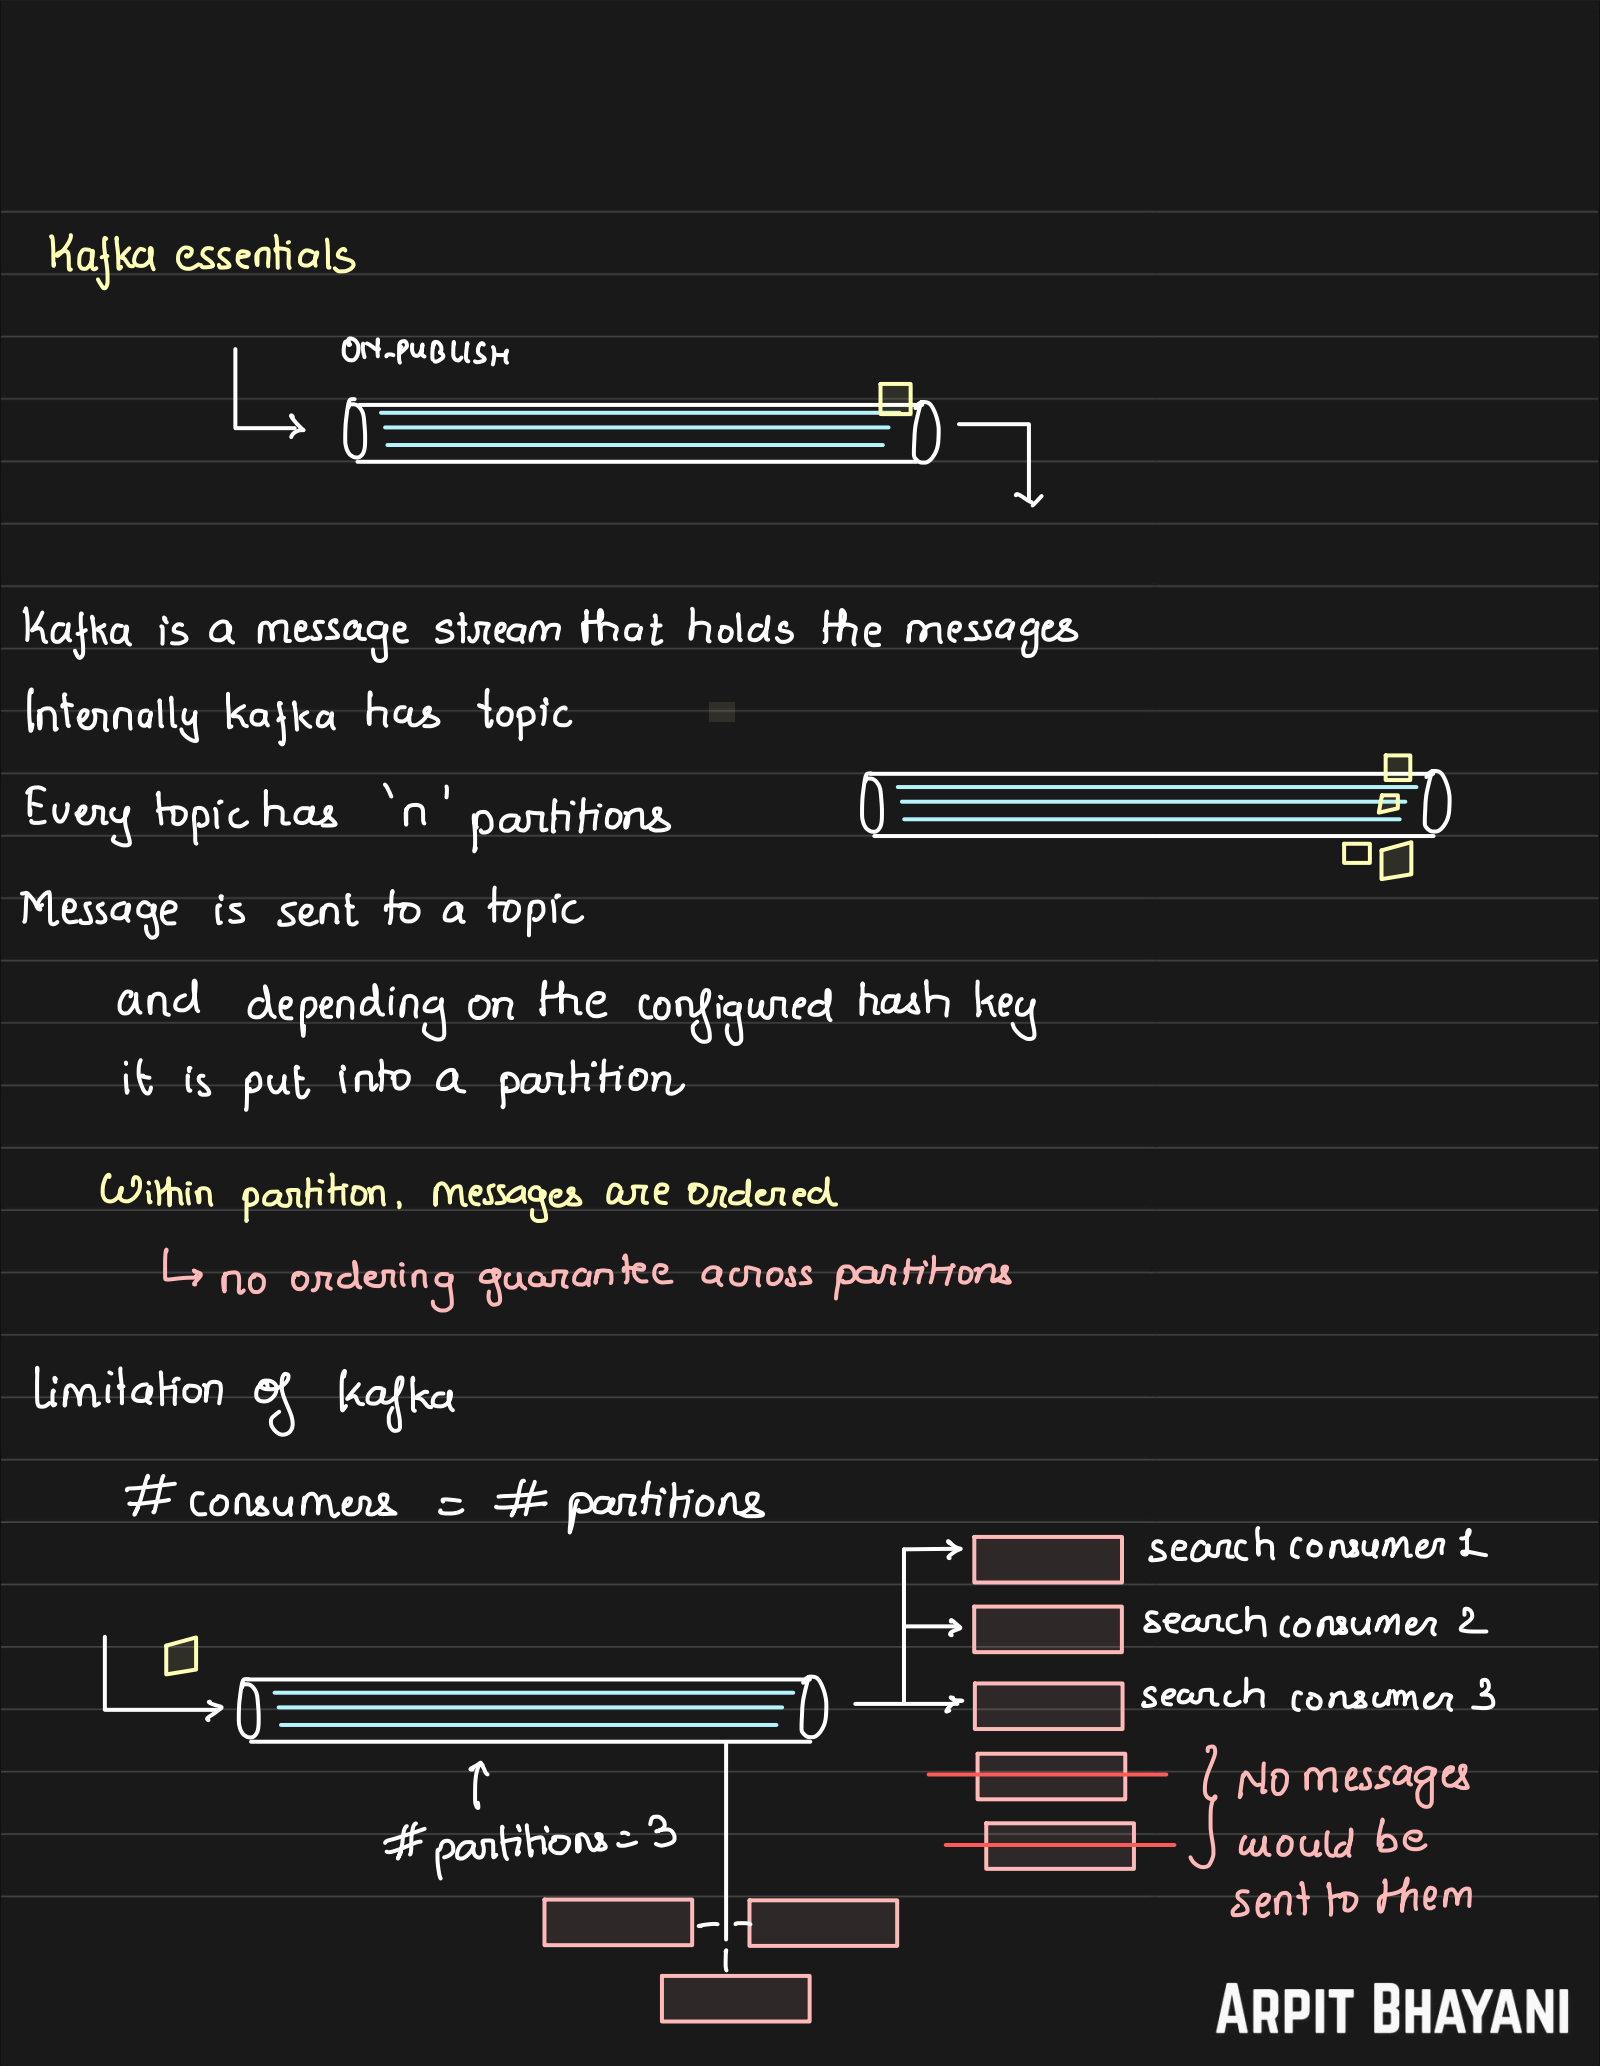 Kafka essentials
ON-PUBLISH
Kafka is a message stream that holds the messages
Internally kafka has topic
Every topic has 'n' partitions
Message is sent to a topic
and depending on the configured hash key
it is put into a partition
Within partition, messages are ordered
no ordering guarantee across partitions
Limitation of kafka
# consumers = # partitions
search consumer 1
search consumer 2
search consumer 3
No messages
would be
sent to them
# partitions = 3
ARPIT BHAYANI